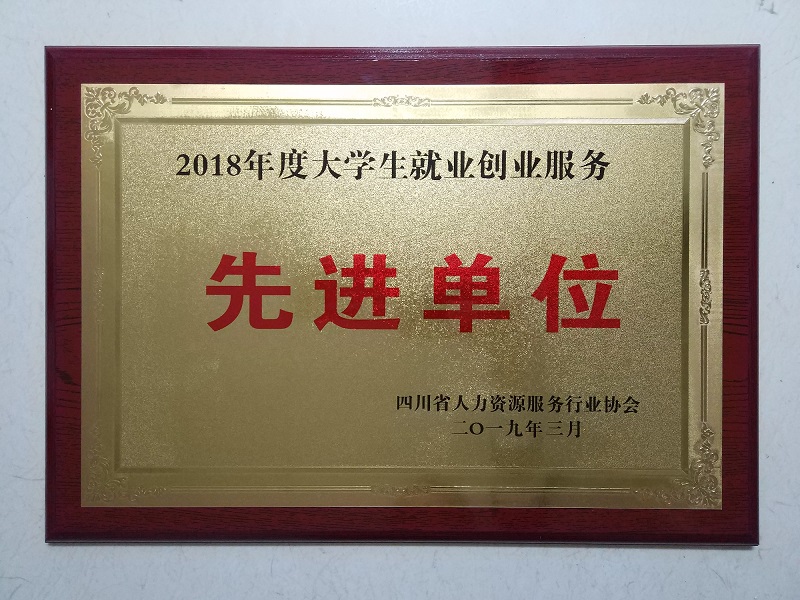 2018年度大学生就业创业服务
先进单位
四川省人力资源服务行业协会
二〇一九年三月